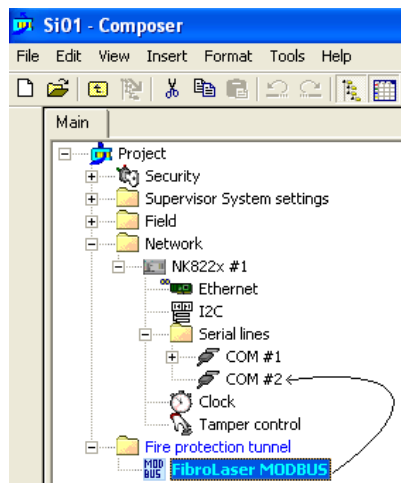 Si01 - Composer
File Edit View Insert Format Tools Help
Main
Project
Security
Supervisor System settings
Field
Network
NK822x #1
Ethernet
I2C
Serial lines
COM #1
COM #2
Clock
Tamper control
Fire protection tunnel
MOD
BUS FibroLaser MODBUS